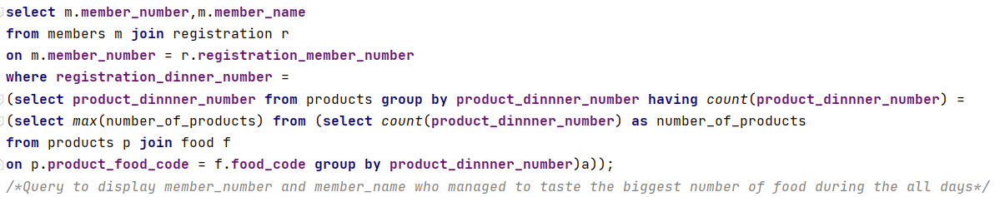 select m.member_number,m.member_name
from members m join registration r
on m.member_number = r.registration_member_number
where registration_dinner_number =
(select product_dinnner_number from products group by product_dinnner_number having count(product_dinnner_number) =
(select max(number_of_products) from (select count(product_dinnner_number) as number_of_products
from products p join food f
on p.product_food_code = f.food_code group by product_dinnner_number)a));
/*Query to display member_number and member_name who managed to taste the biggest number of food during the all days*/